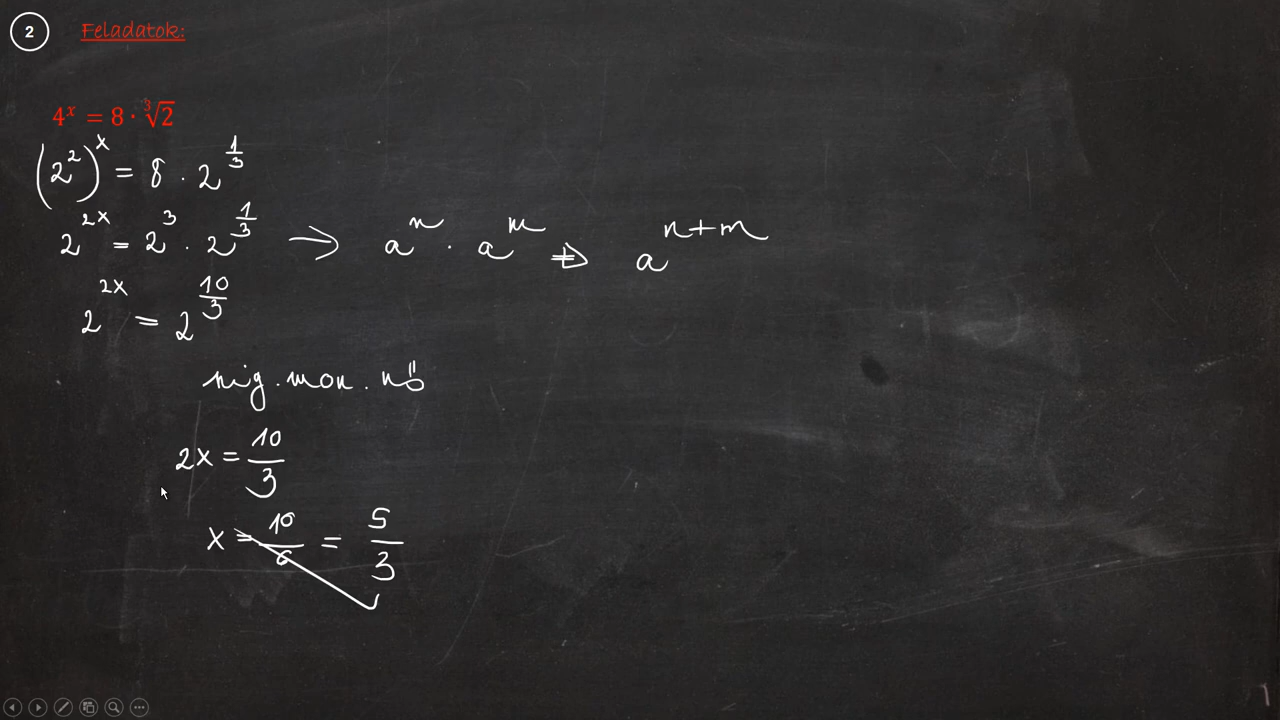 2
Feladatok:
4ˣ = 8 · ∛2
(2²)ˣ = 8 · 2^(1/3)
2^(2x) = 2³ · 2^(1/3) → aⁿ · aᵐ ⇒ aⁿ⁺ᵐ
2^(2x) = 2^(10/3)
szig. mon. nő
2x = 10/3
x = 10/6 = 5/3